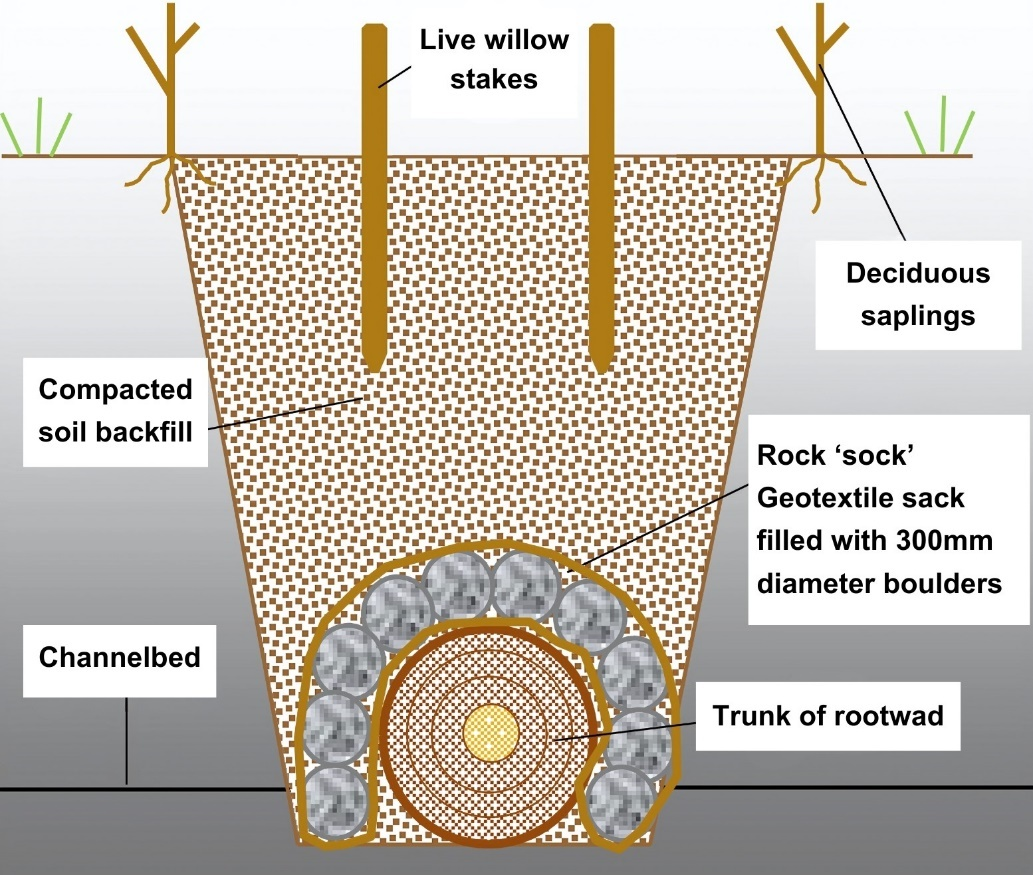 Live willow
stakes
Deciduous
saplings
Compacted
soil backfill
Rock ‘sock’
Geotextile sack
filled with 300mm
diameter boulders
Channelbed
Trunk of rootwad